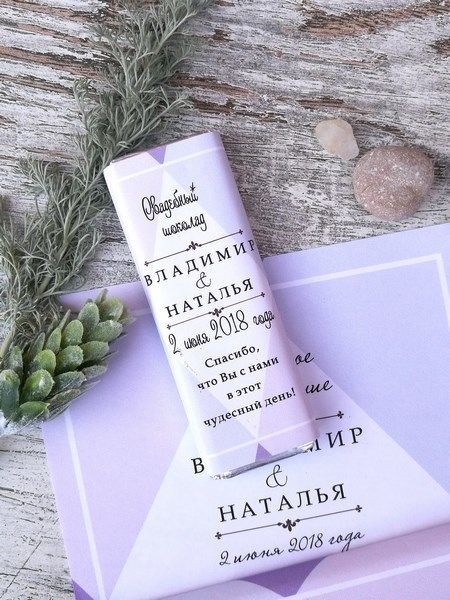 Свадебный
шоколад
ВЛАДИМИР
&
НАТАЛЬЯ
2 июня 2018 года
Спасибо,
что Вы с нами
в этот
чудесный день!
&
НАТАЛЬЯ
2 июня 2018 года